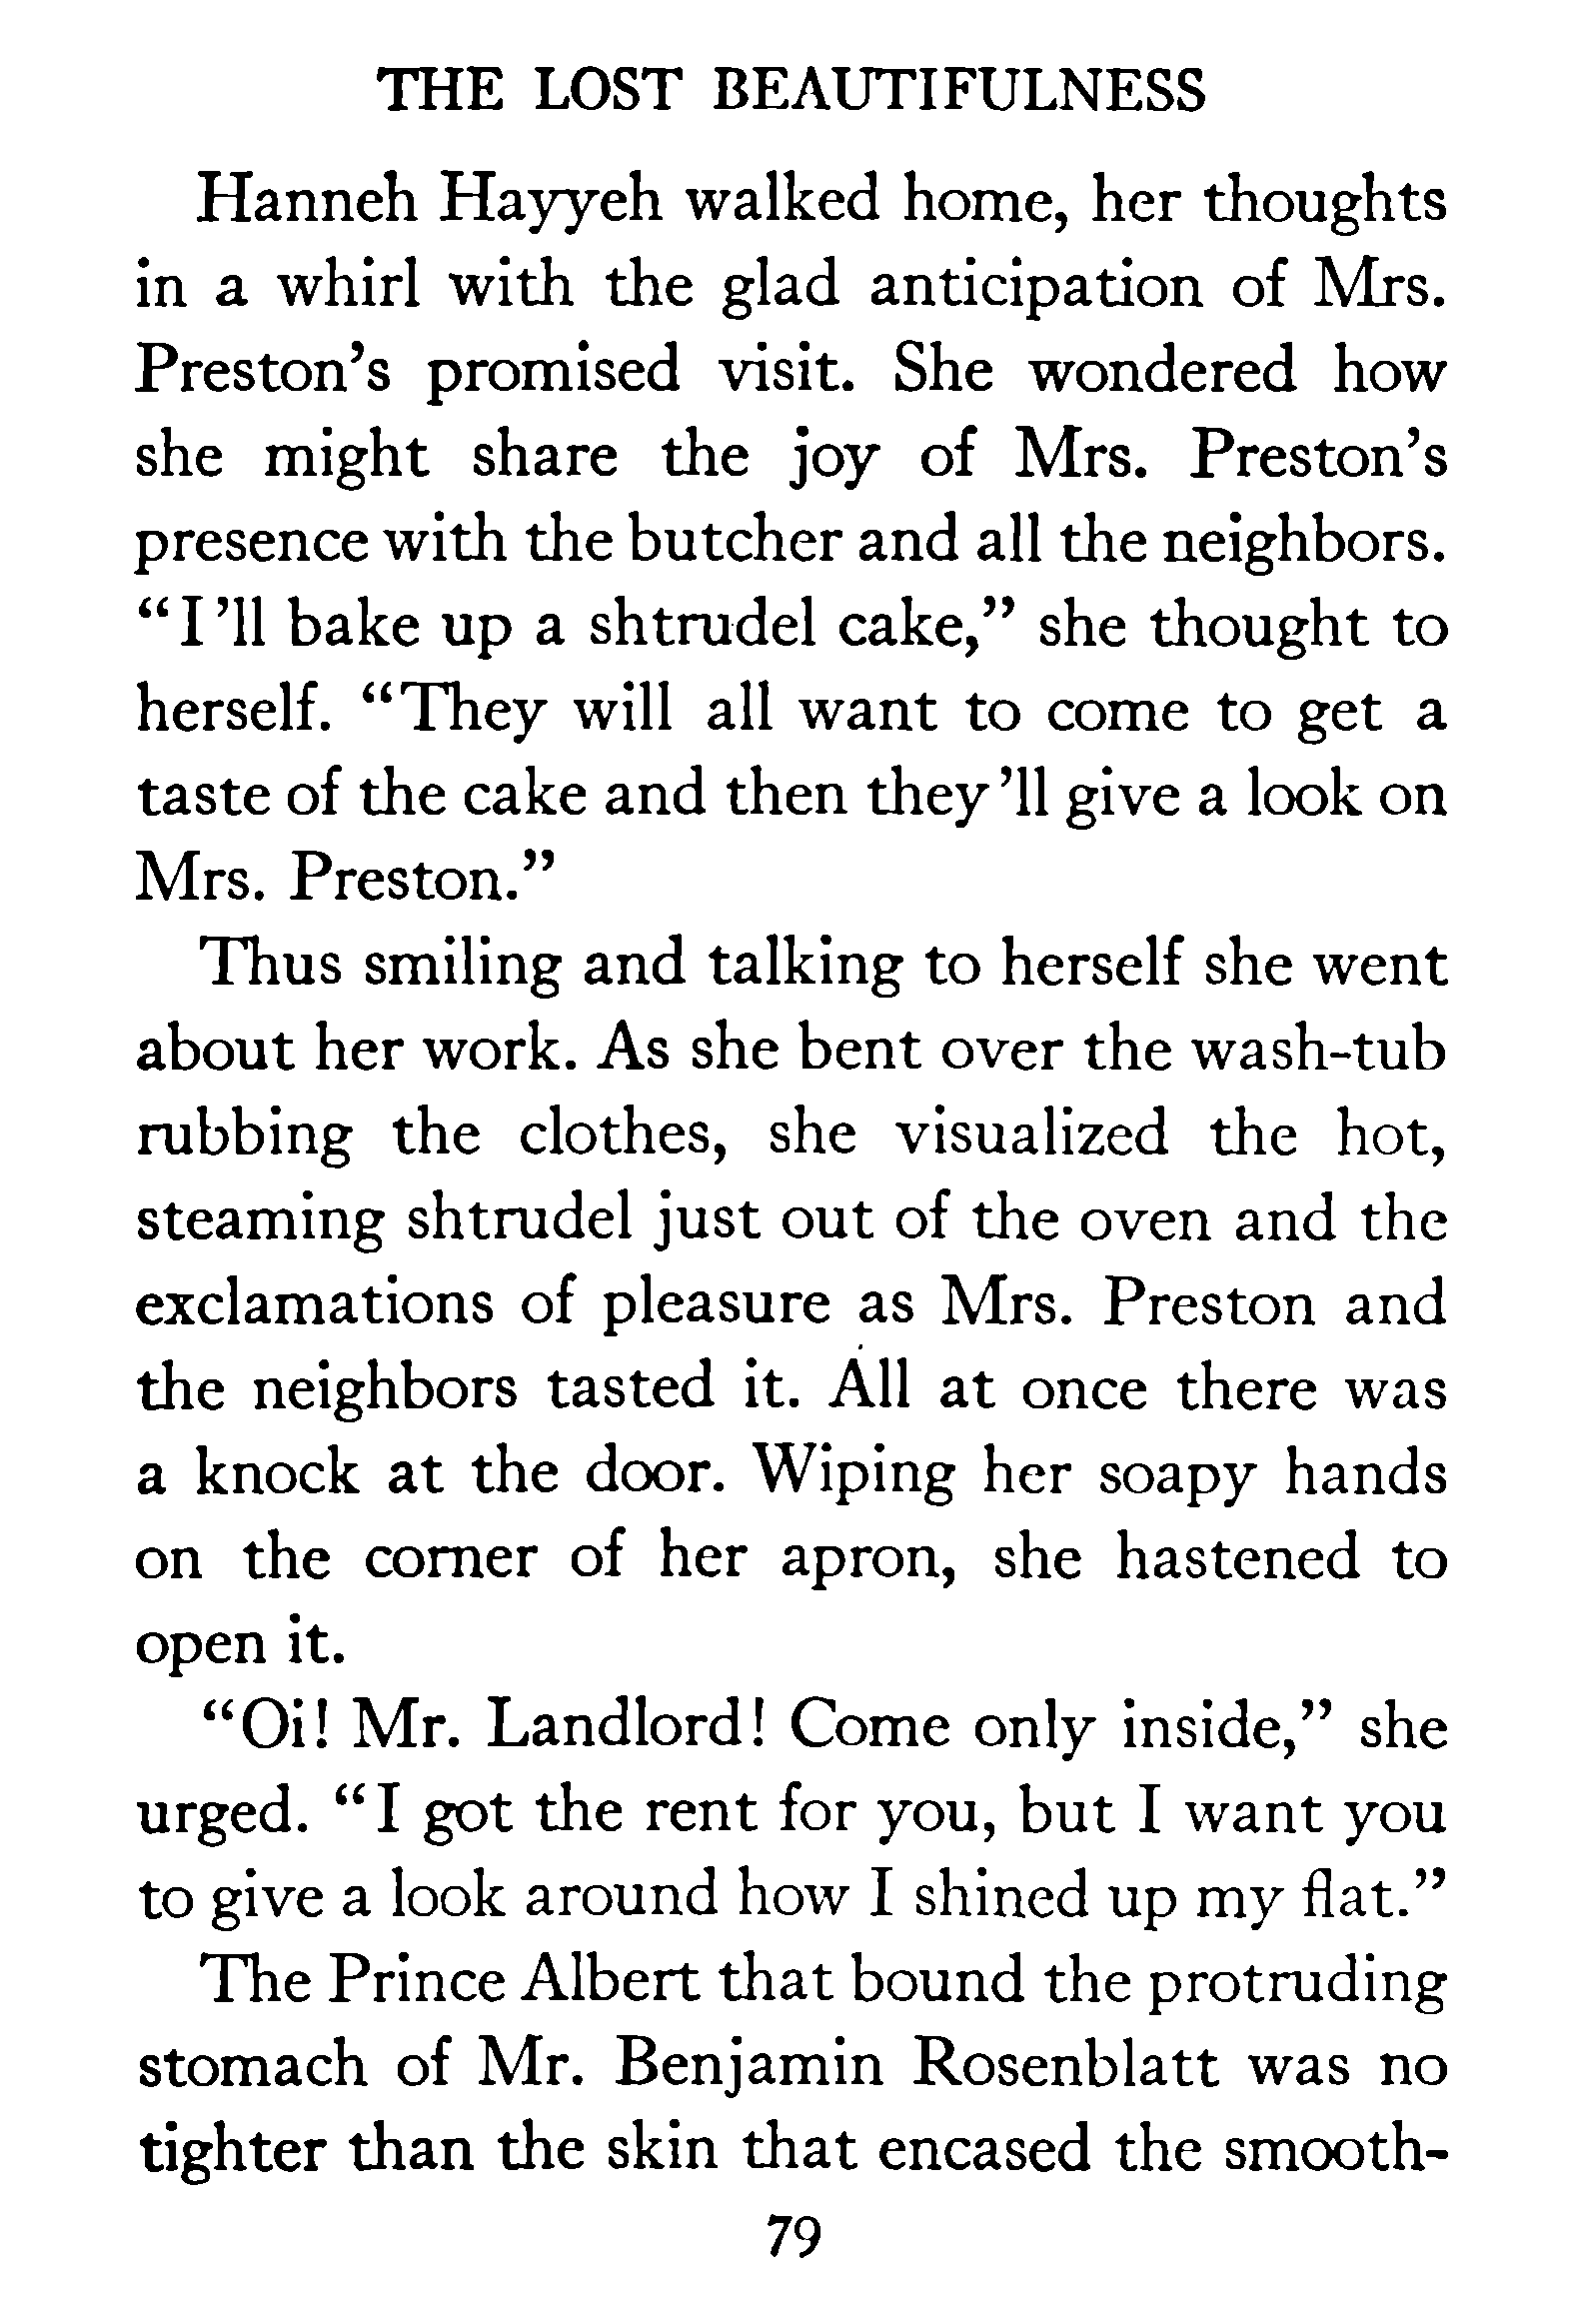 THE LOST BEAUTIFULNESS
Hanneh Hayyeh walked home, her thoughts
in a whirl with the glad anticipation of Mrs.
Preston's promised visit. She wondered how
she might share the joy of Mrs. Preston's
presence with the butcher and all the neighbors.
“I'll bake up a shtrudel cake,” she thought to
herself. “They will all want to come to get a
taste of the cake and then they'll give a look on
Mrs. Preston.”
Thus smiling and talking to herself she went
about her work. As she bent over the wash-tub
rubbing the clothes, she visualized the hot,
steaming shtrudel just out of the oven and the
exclamations of pleasure as Mrs. Preston and
the neighbors tasted it. All at once there was
a knock at the door. Wiping her soapy hands
on the corner of her apron, she hastened to
open it.
“Oi! Mr. Landlord! Come only inside,” she
urged. “I got the rent for you, but I want you
to give a look around how I shined up my flat.”
The Prince Albert that bound the protruding
stomach of Mr. Benjamin Rosenblatt was no
tighter than the skin that encased the smooth-
79